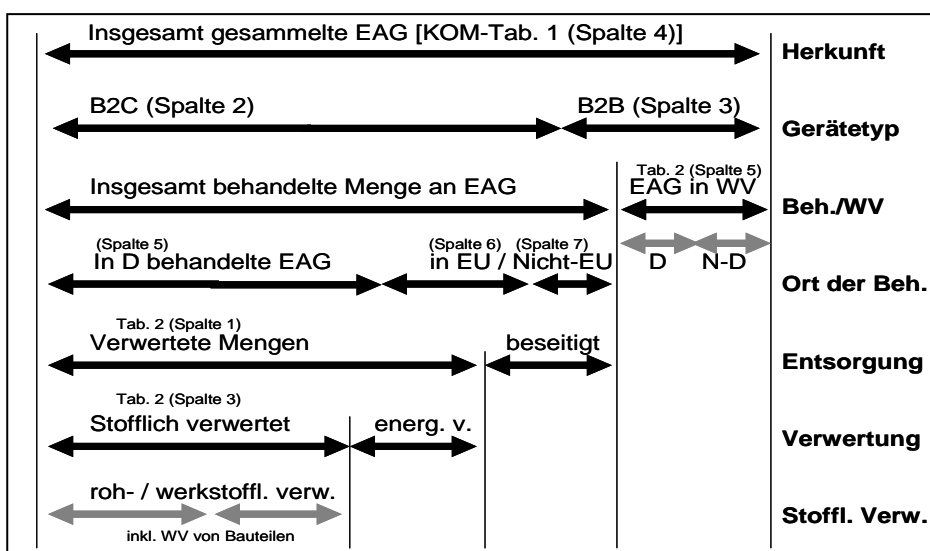 Insgesamt gesammelte EAG [KOM-Tab. 1 (Spalte 4)]
Herkunft
B2C (Spalte 2)
B2B (Spalte 3)
Gerätetyp
Tab. 2 (Spalte 5)
Insgesamt behandelte Menge an EAG
EAG in WV
Beh./WV
(Spalte 5)
(Spalte 6)
(Spalte 7)
In D behandelte EAG
in EU / Nicht-EU
D
N-D
Ort der Beh.
Tab. 2 (Spalte 1)
Verwertete Mengen
beseitigt
Entsorgung
Tab. 2 (Spalte 3)
Stofflich verwertet
energ. v.
Verwertung
roh- / werkstoffl. verw.
Stoffl. Verw.
inkl. WV von Bauteilen